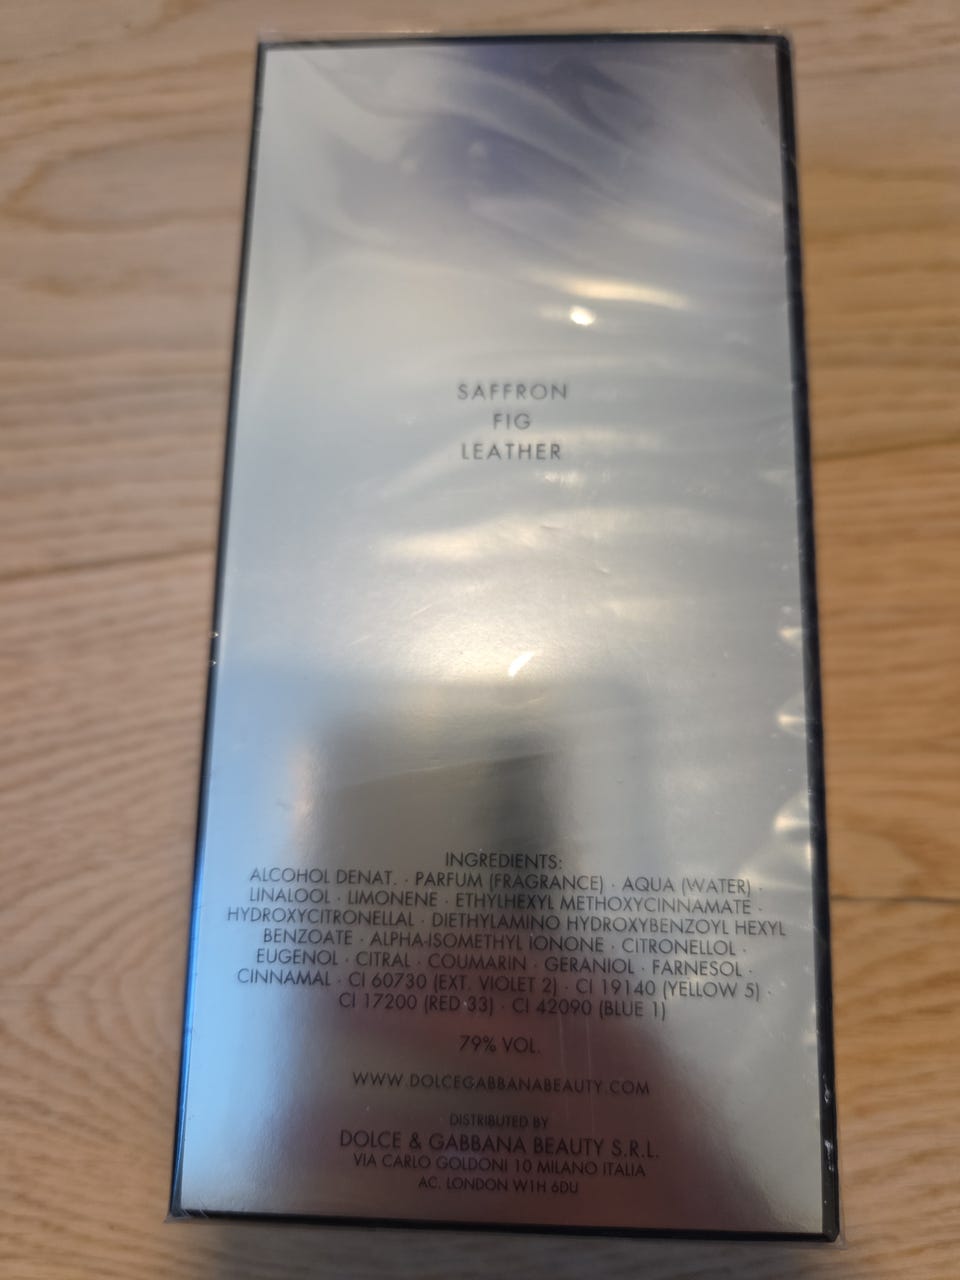 SAFFRON
FIG
LEATHER
INGREDIENTS:
ALCOHOL DENAT. · PARFUM (FRAGRANCE) · AQUA (WATER) ·
LINALOOL · LIMONENE · ETHYLHEXYL METHOXYCINNAMATE ·
HYDROXYCITRONELLAL · DIETHYLAMINO HYDROXYBENZOYL HEXYL
BENZOATE · ALPHA-ISOMETHYL IONONE · CITRONELLOL ·
EUGENOL · CITRAL · COUMARIN · GERANIOL · FARNESOL ·
CINNAMAL · CI 60730 (EXT. VIOLET 2) · CI 19140 (YELLOW 5) ·
CI 17200 (RED 33) · CI 42090 (BLUE 1)
79% VOL.
WWW.DOLCEGABBANABEAUTY.COM
DISTRIBUTED BY
DOLCE & GABBANA BEAUTY S.R.L.
VIA CARLO GOLDONI 10 MILANO ITALIA
AC. LONDON W1H 6DU